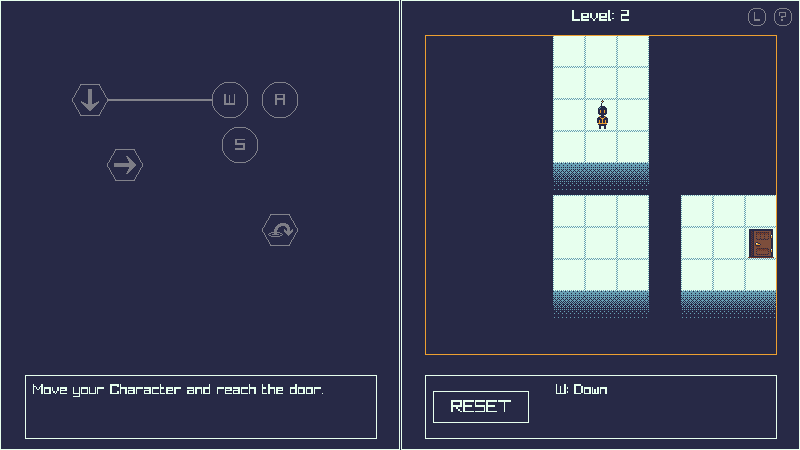 Level: 2
L ?
W A
S
Move your Character and reach the door.
RESET
W: Down